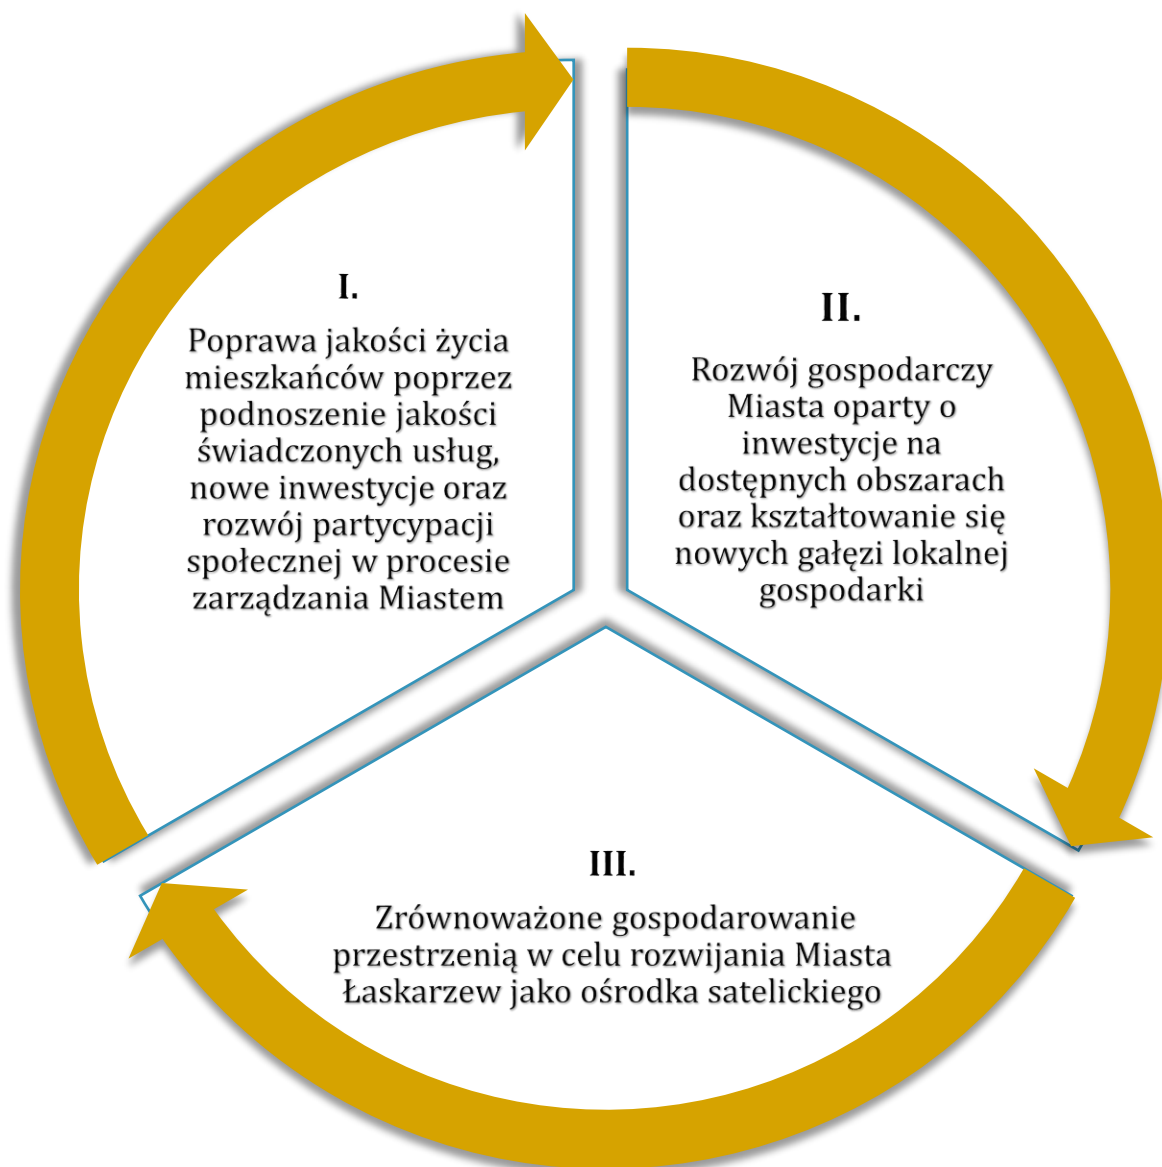 I.
Poprawa jakości życia
mieszkańców poprzez
podnoszenie jakości
świadczonych usług,
nowe inwestycje oraz
rozwój partycypacji
społecznej w procesie
zarządzania Miastem
II.
Rozwój gospodarczy
Miasta oparty o
inwestycje na
dostępnych obszarach
oraz kształtowanie się
nowych gałęzi lokalnej
gospodarki
III.
Zrównoważone gospodarowanie
przestrzenią w celu rozwijania Miasta
Łaskarzew jako ośrodka satelickiego